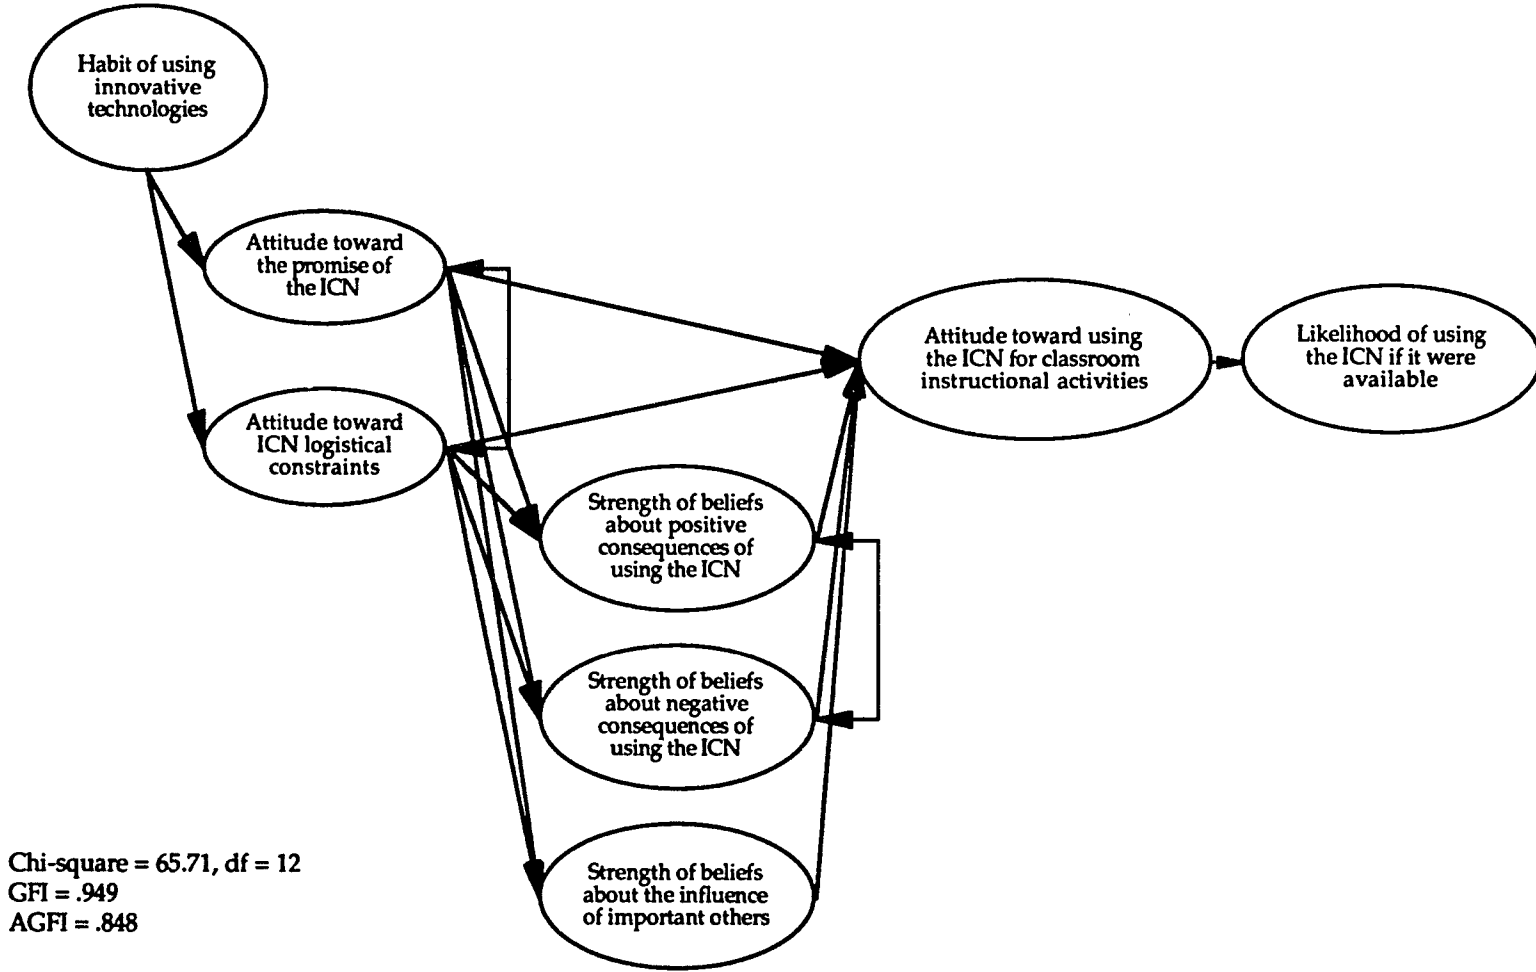 Habit of using
innovative
technologies
Attitude toward
the promise of
the ICN
Attitude toward
ICN logistical
constraints
Strength of beliefs
about positive
consequences of
using the ICN
Strength of beliefs
about negative
consequences of
using the ICN
Strength of beliefs
about the influence
of important others
Attitude toward using
the ICN for classroom
instructional activities
Likelihood of using
the ICN if it were
available
Chi-square = 65.71, df = 12
GFI = .949
AGFI = .848